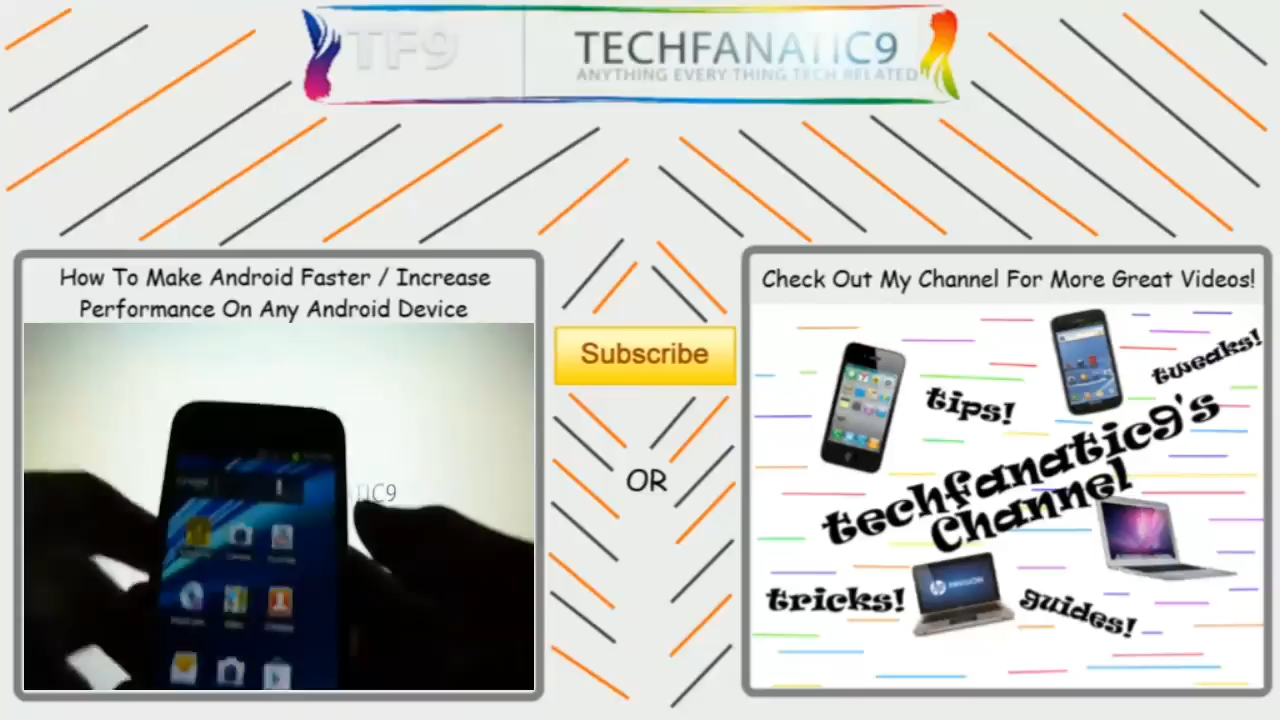 TF9
TECHFANATIC9
ANYTHING EVERY THING TECH RELATED
How To Make Android Faster / Increase
Performance On Any Android Device
Check Out My Channel For More Great Videos!
Subscribe
OR
tips!
tweaks!
techfanatic9's
Channel
tricks!
guides!